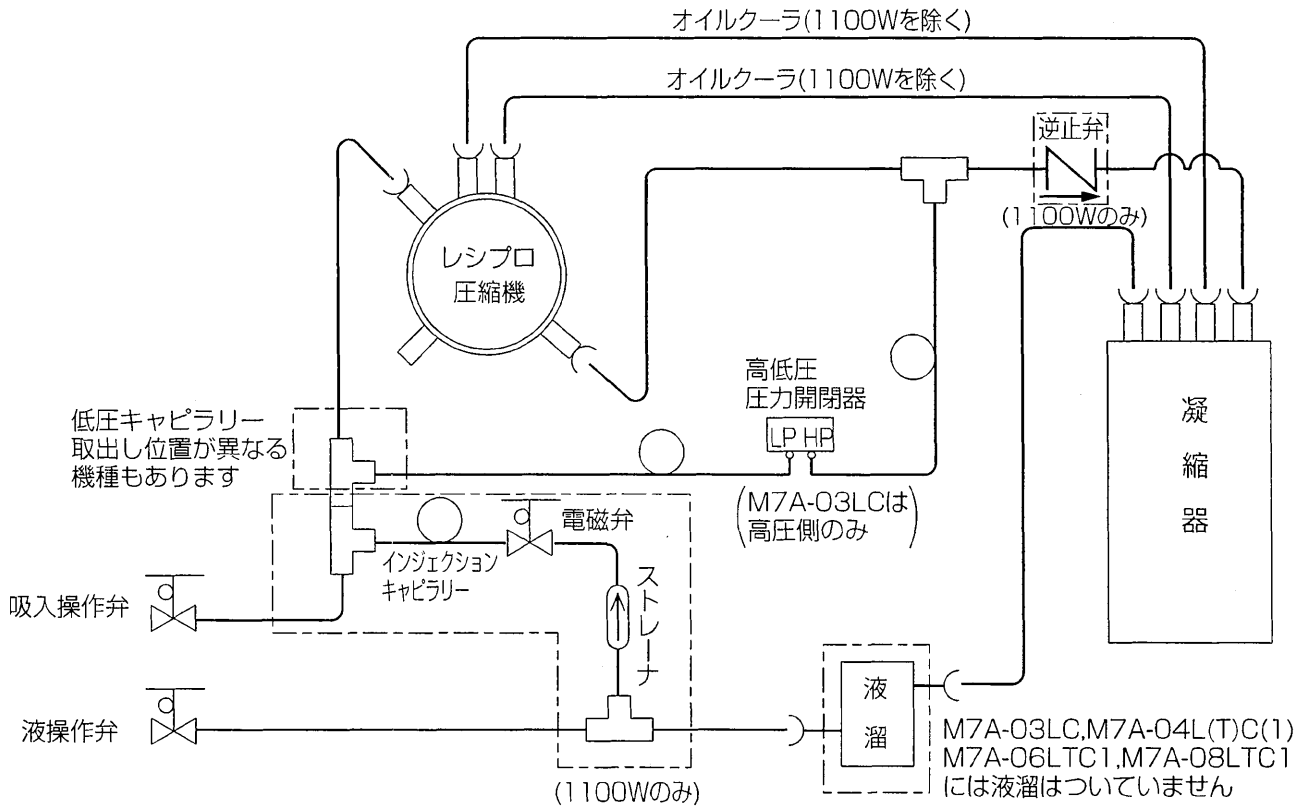 オイルクーラ(1100Wを除く)
オイルクーラ(1100Wを除く)
逆止弁
(1100Wのみ)
レシプロ
圧縮機
高低圧
圧力開閉器
LP HP
(M7A-03LCは
高圧側のみ)
低圧キャピラリー
取出し位置が異なる
機種もあります
凝
縮
器
電磁弁
インジェクション
キャピラリー
ストレーナ
吸入操作弁
液操作弁
液
溜
M7A-03LC,M7A-04L(T)C(1)
M7A-06LTC1,M7A-08LTC1
には液溜はついていません
(1100Wのみ)